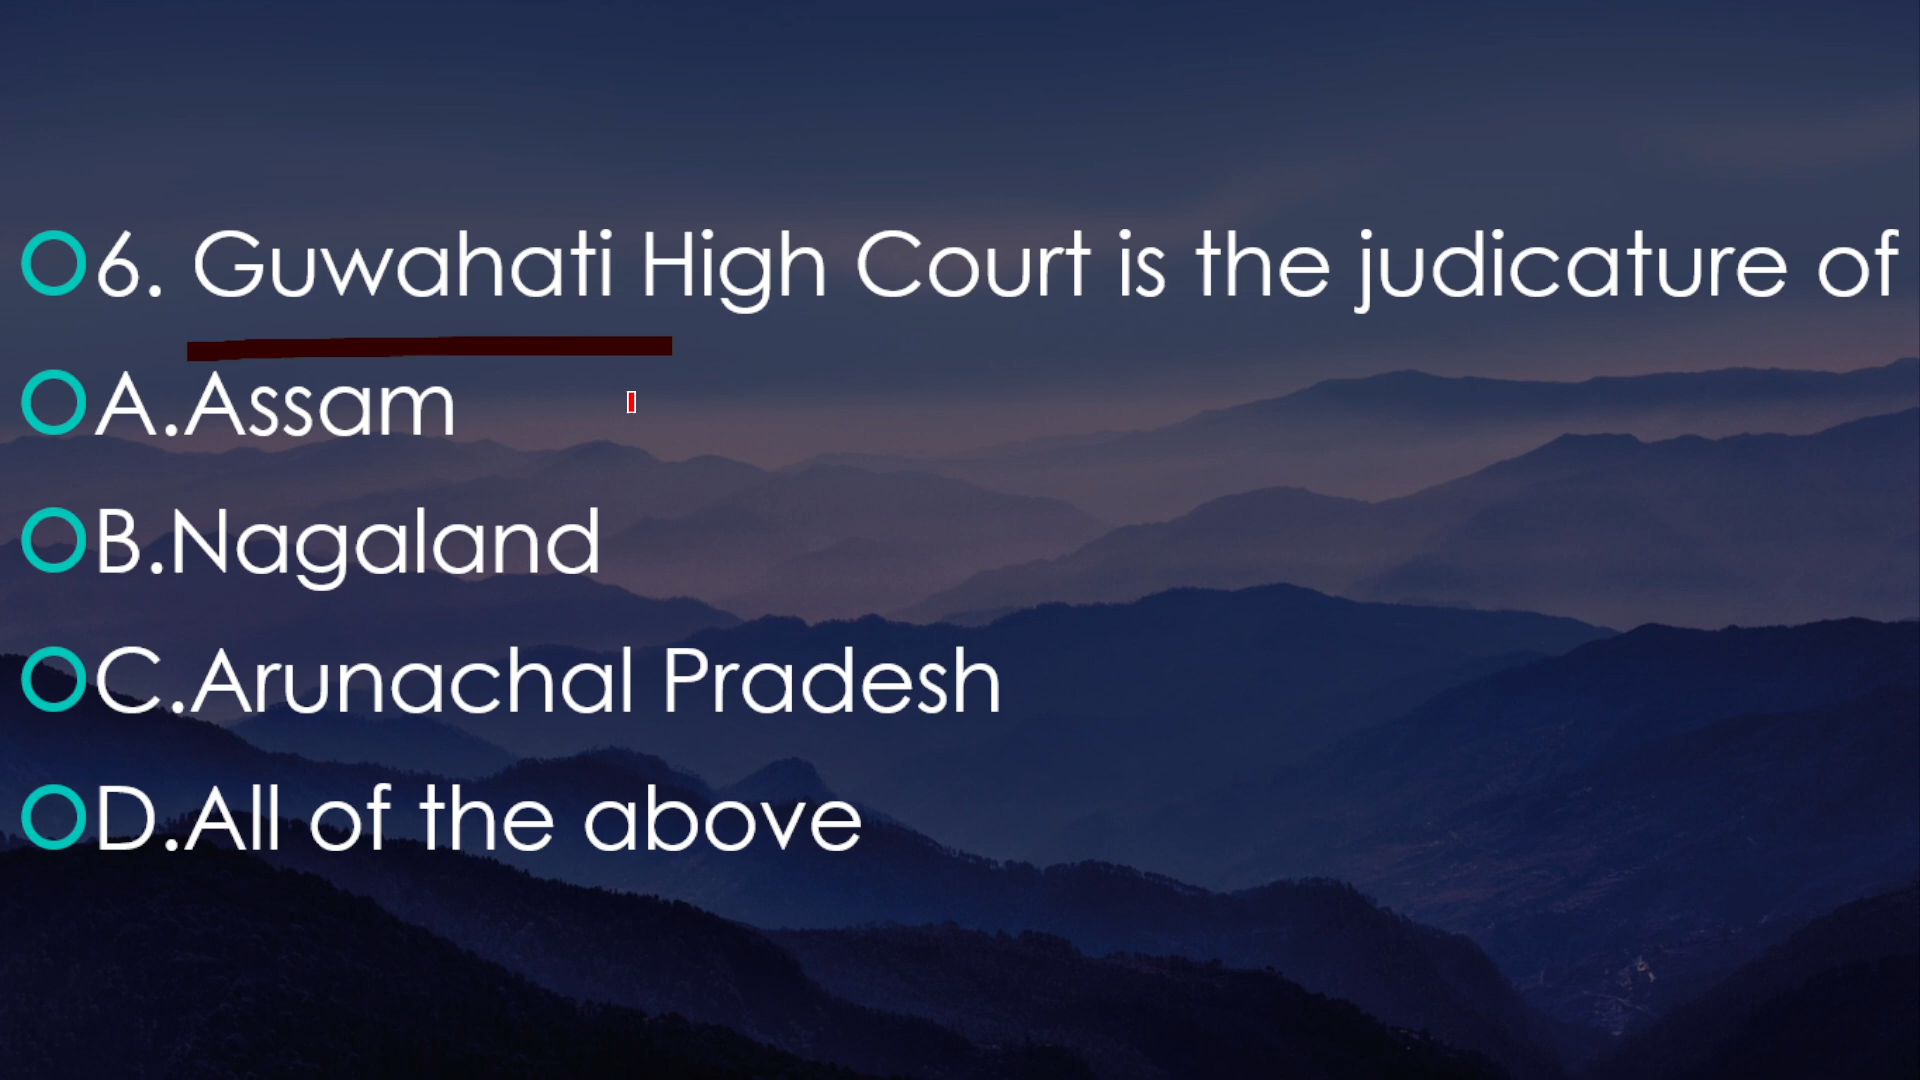 6. Guwahati High Court is the judicature of
A.Assam
B.Nagaland
C.Arunachal Pradesh
D.All of the above